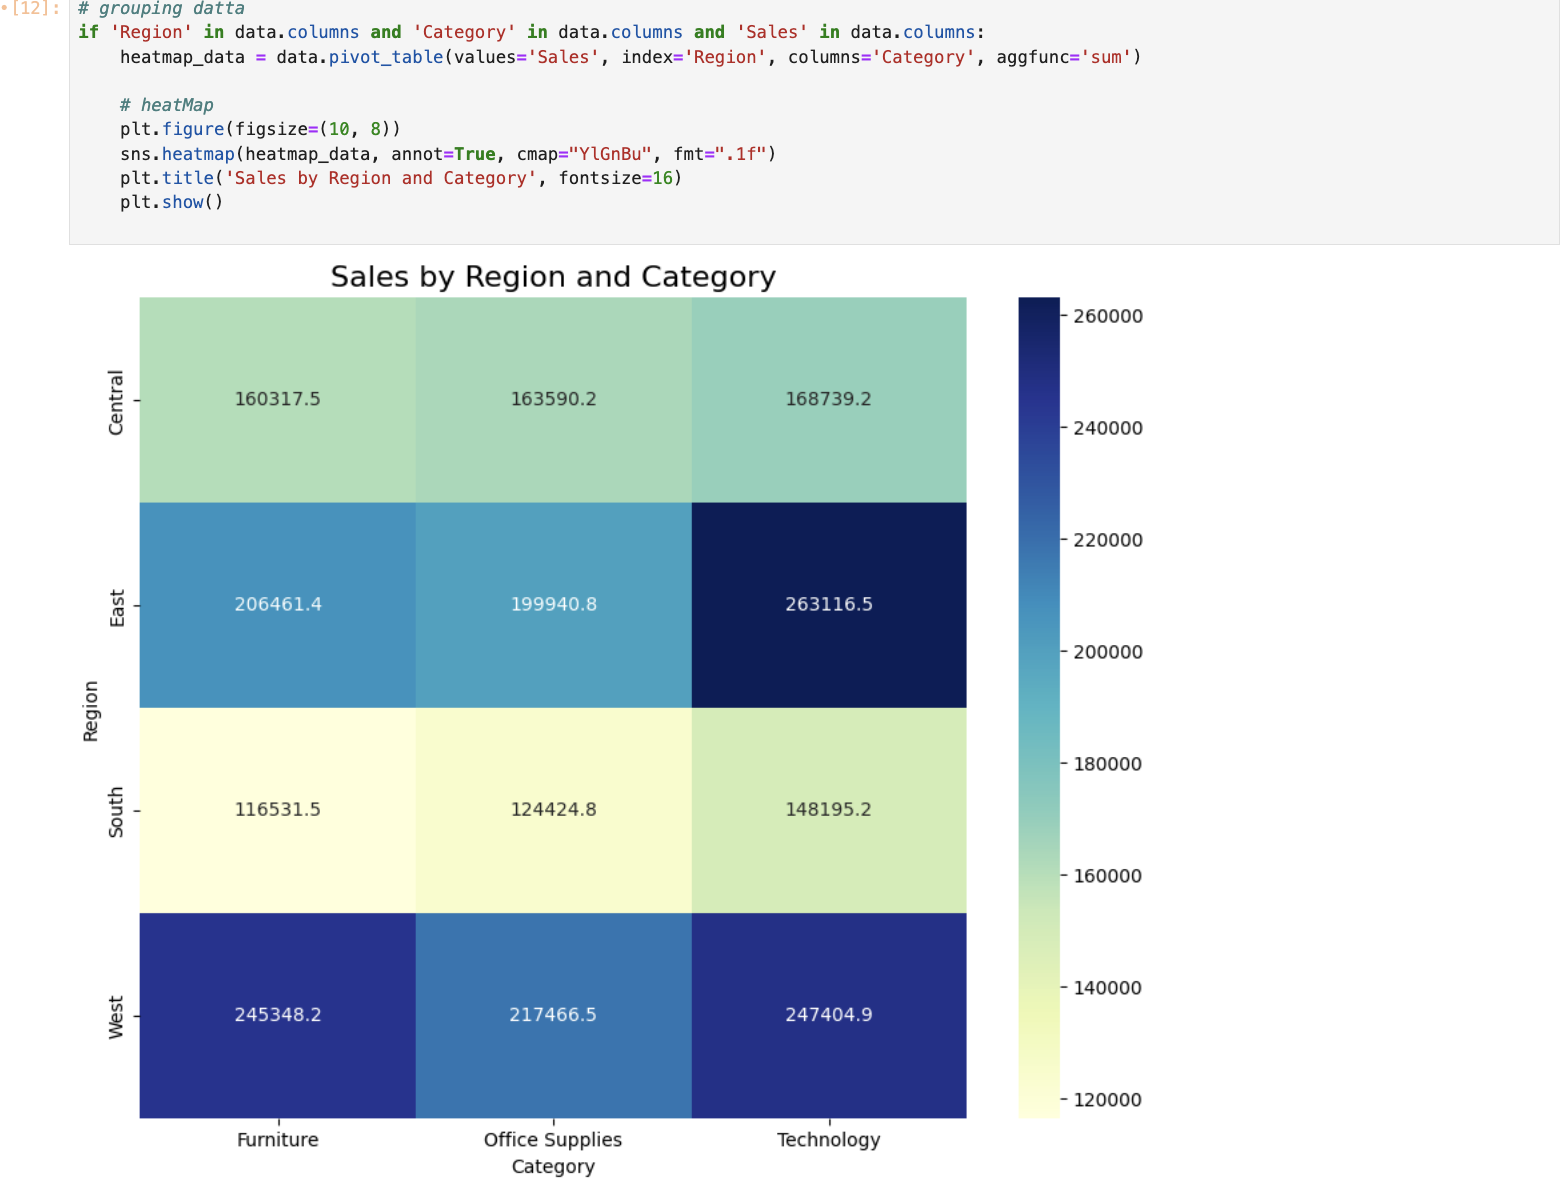 [12]: # grouping datta
if 'Region' in data.columns and 'Category' in data.columns and 'Sales' in data.columns:
    heatmap_data = data.pivot_table(values='Sales', index='Region', columns='Category', aggfunc='sum')
    # heatMap
    plt.figure(figsize=(10, 8))
    sns.heatmap(heatmap_data, annot=True, cmap="YlGnBu", fmt=".1f")
    plt.title('Sales by Region and Category', fontsize=16)
    plt.show()
Sales by Region and Category
Region
Central
160317.5 163590.2 168739.2
East
206461.4 199940.8 263116.5
South
116531.5 124424.8 148195.2
West
245348.2 217466.5 247404.9
Furniture Office Supplies Technology
Category
260000
240000
220000
200000
180000
160000
140000
120000